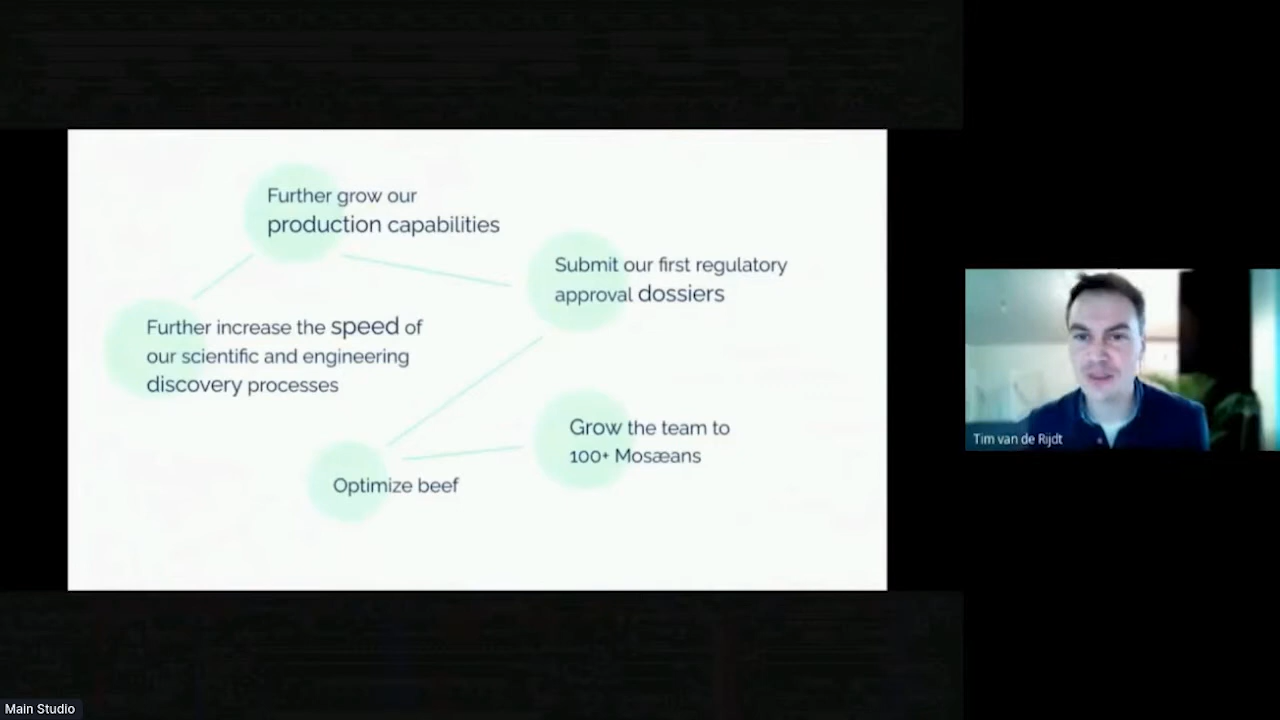 Further grow our
production capabilities
Submit our first regulatory
approval dossiers
Further increase the speed of
our scientific and engineering
discovery processes
Grow the team to
100+ Mosæans
Optimize beef
Tim van de Rijdt
Main Studio